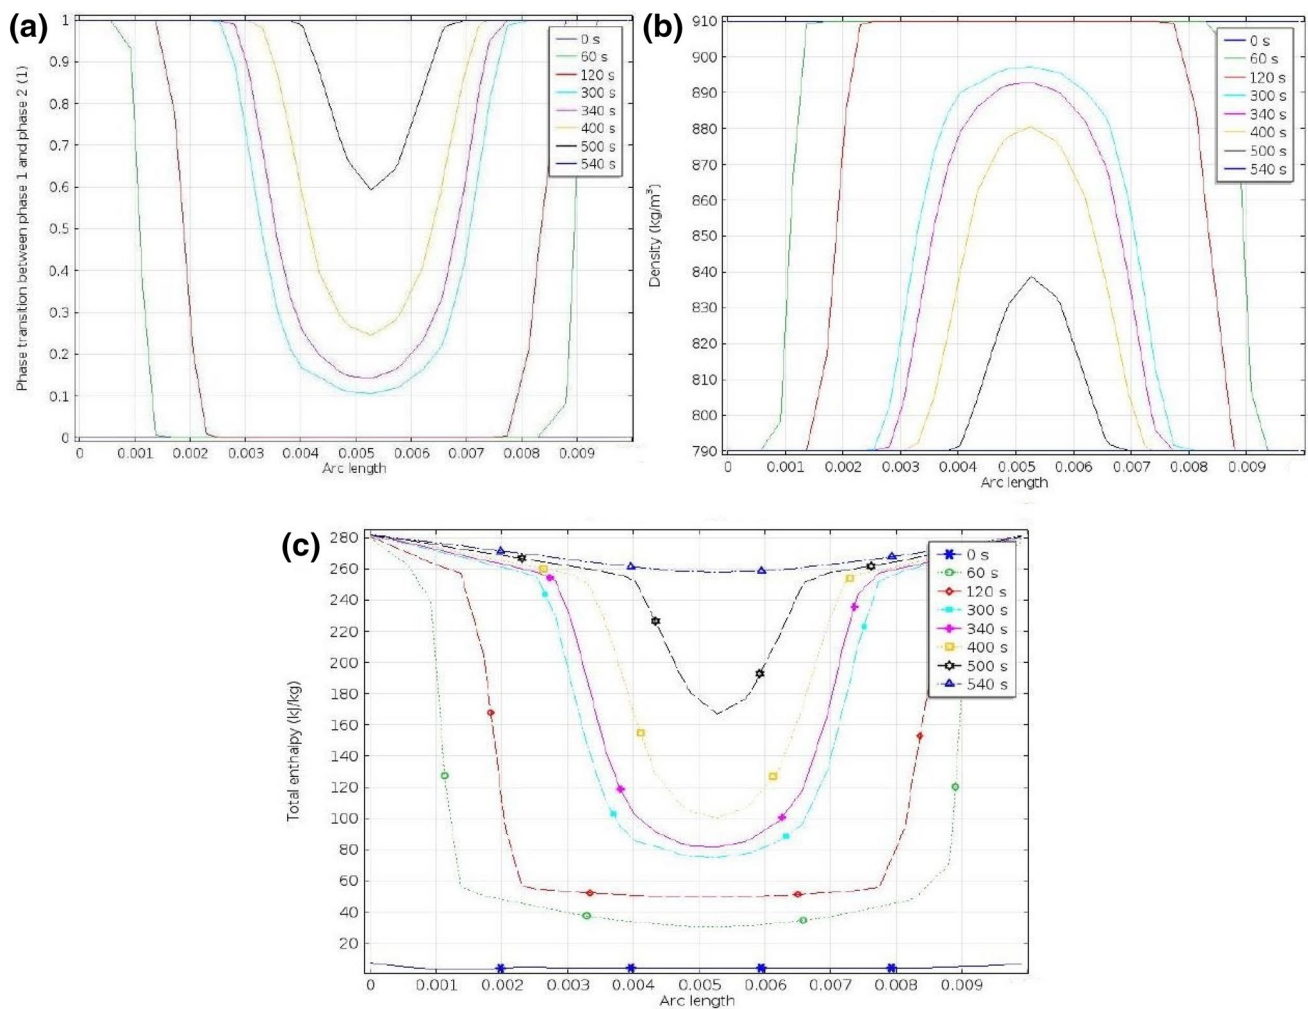 (a)
Phase transition between phase 1 and phase 2 (1)
1
0.9
0.8
0.7
0.6
0.5
0.4
0.3
0.2
0.1
0
0 s
60 s
120 s
300 s
340 s
400 s
500 s
540 s
0 0.001 0.002 0.003 0.004 0.005 0.006 0.007 0.008 0.009
Arc length
(b)
Density (kg/m³)
910
900
890
880
870
860
850
840
830
820
810
800
790
0 s
60 s
120 s
300 s
340 s
400 s
500 s
540 s
0 0.001 0.002 0.003 0.004 0.005 0.006 0.007 0.008 0.009
Arc length
(c)
Total enthalpy (kJ/kg)
280
260
240
220
200
180
160
140
120
100
80
60
40
20
0 s
60 s
120 s
300 s
340 s
400 s
500 s
540 s
0 0.001 0.002 0.003 0.004 0.005 0.006 0.007 0.008 0.009
Arc length